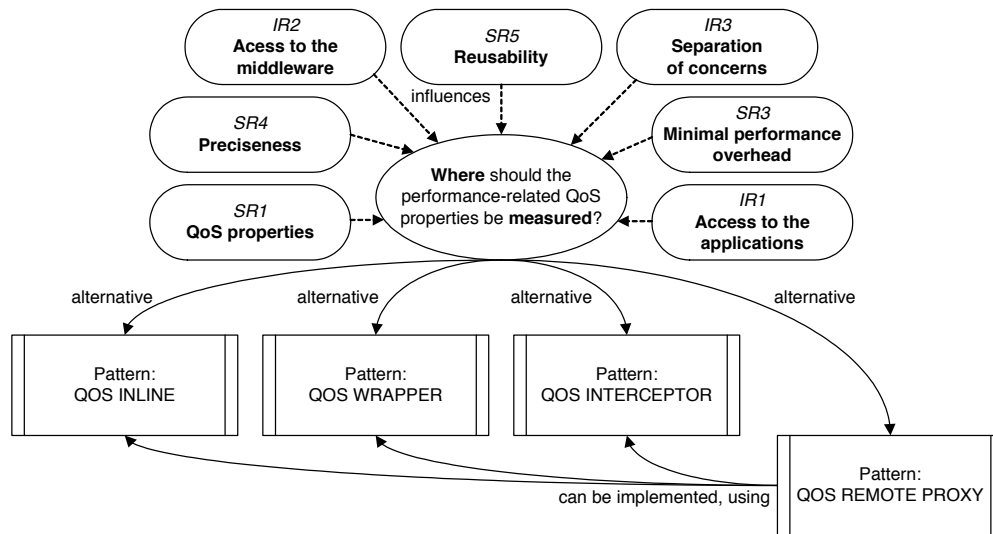 IR2
Acess to the
middleware
SR5
Reusability
IR3
Separation
of concerns
influences
SR4
Preciseness
SR3
Minimal performance
overhead
Where should the
performance-related QoS
properties be measured?
SR1
QoS properties
IR1
Access to the
applications
alternative
alternative
alternative
alternative
Pattern:
QOS INLINE
Pattern:
QOS WRAPPER
Pattern:
QOS INTERCEPTOR
Pattern:
QOS REMOTE PROXY
can be implemented, using